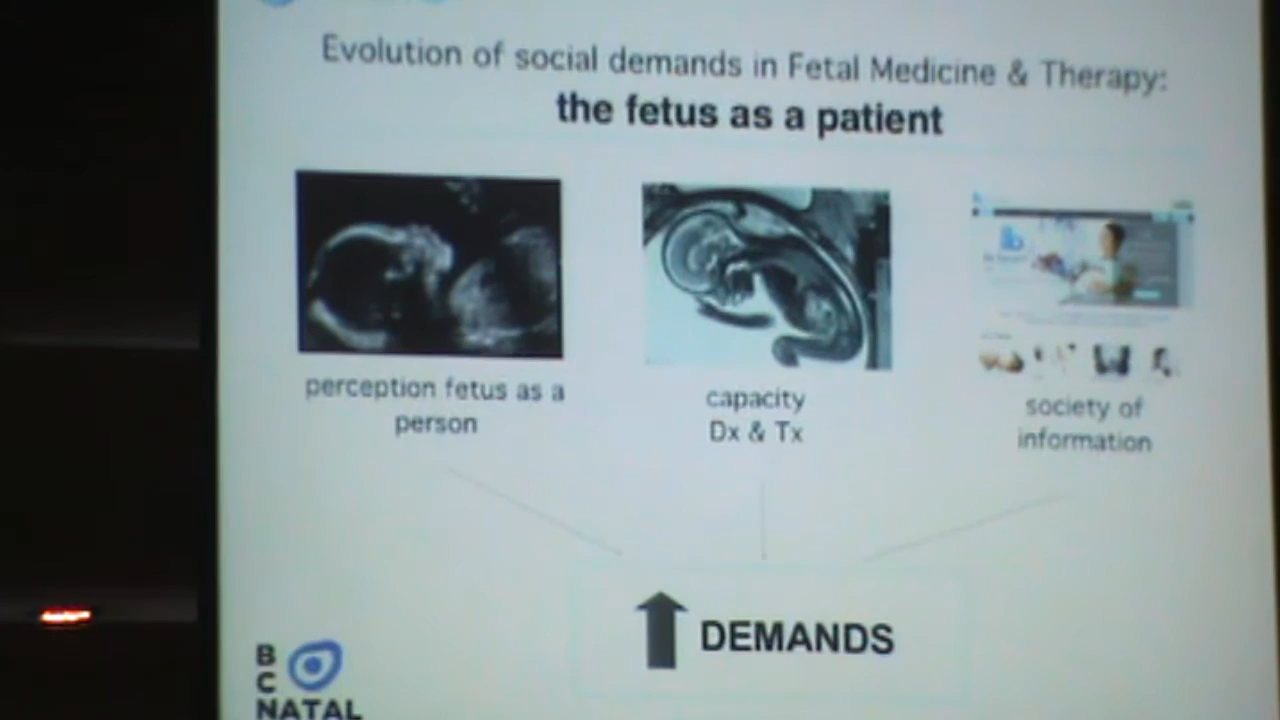 Evolution of social demands in Fetal Medicine & Therapy:
the fetus as a patient
perception fetus as a
person
capacity
Dx & Tx
society of
information
DEMANDS
B
C
NATAL